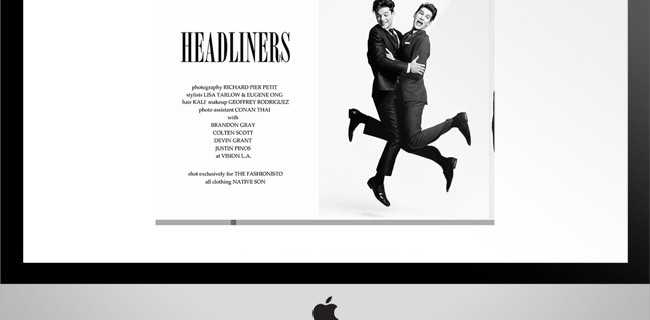 HEADLINERS
photography RICHARD PIER PETIT
stylists LISA TARLOW & EUGENE ONG
hair KALI makeup GEOFFREY RODRIGUEZ
photo assistant CONAN THAI
with
BRANDON GRAY
COLTEN SCOTT
DEVIN GRANT
JUSTIN PINOS
at VISION L.A.
shot exclusively for THE FASHIONISTO
all clothing NATIVE SON